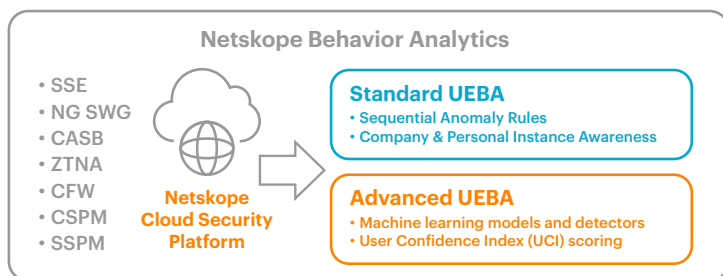 Netskope Behavior Analytics
• SSE
• NG SWG
• CASB
• ZTNA
• CFW
• CSPM
• SSPM
Netskope
Cloud Security
Platform
Standard UEBA
• Sequential Anomaly Rules
• Company & Personal Instance Awareness
Advanced UEBA
• Machine learning models and detectors
• User Confidence Index (UCI) scoring